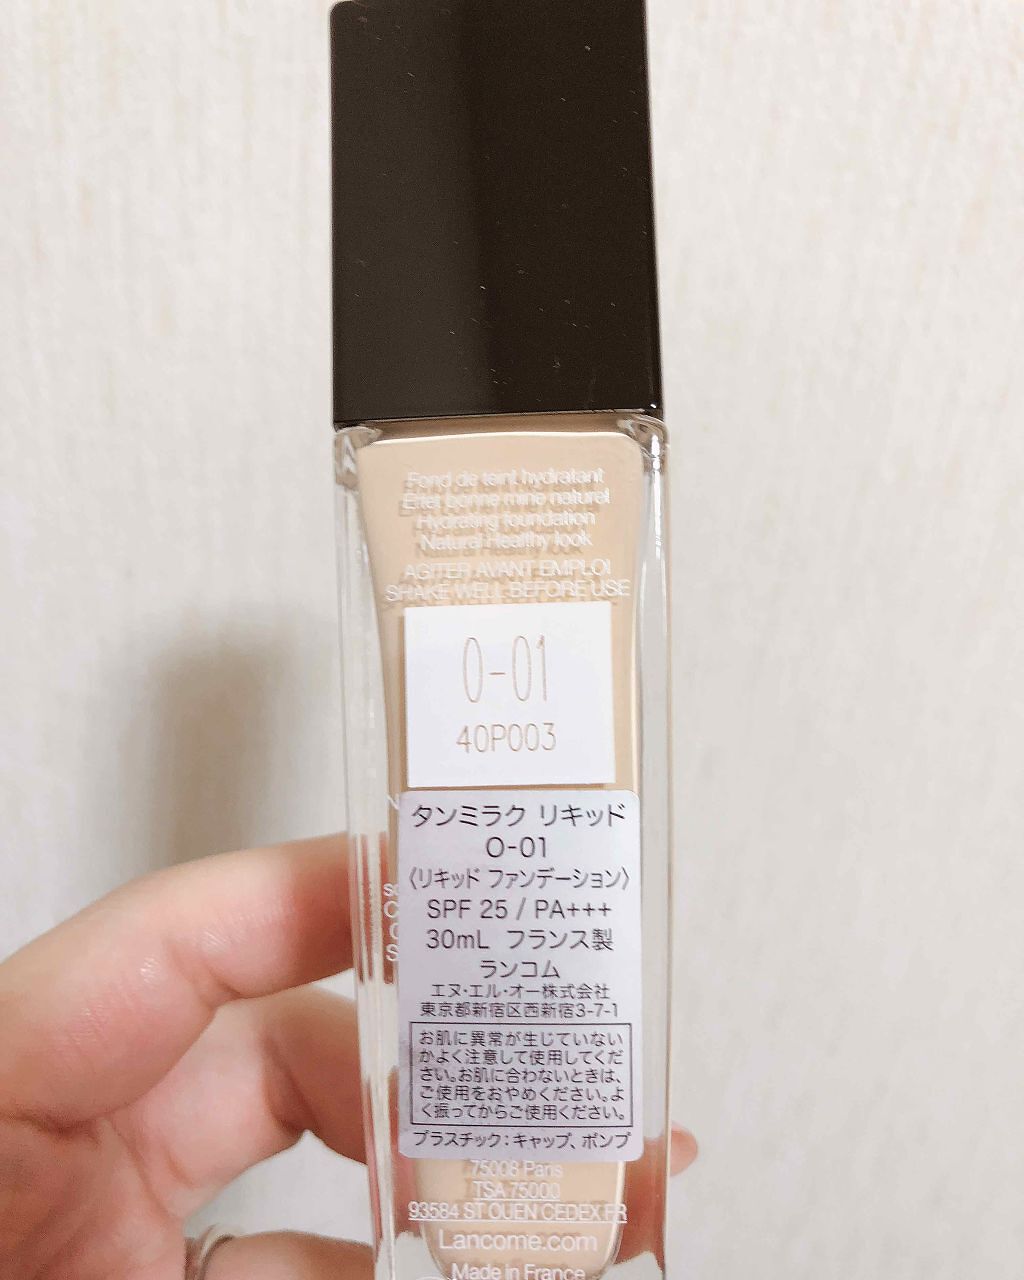 Fond de teint hydratant
Effet bonne mine naturel
Hydrating foundation
Natural Healthy look
AGITER AVANT EMPLOI
SHAKE WELL BEFORE USE
O-01
40P003
タンミラク リキッド
O-01
〈リキッド ファンデーション〉
SPF 25 / PA+++
30mL フランス製
ランコム
エヌ・エル・オー株式会社
東京都新宿区西新宿3-7-1
お肌に異常が生じていない
かよく注意して使用してくだ
さい。お肌に合わないときは、
ご使用をおやめください。よ
く振ってからご使用ください。
プラスチック：キャップ、ポンプ
75008 Paris
TSA 75000
93584 ST OUEN CEDEX FR
Lancome.com
Made in France